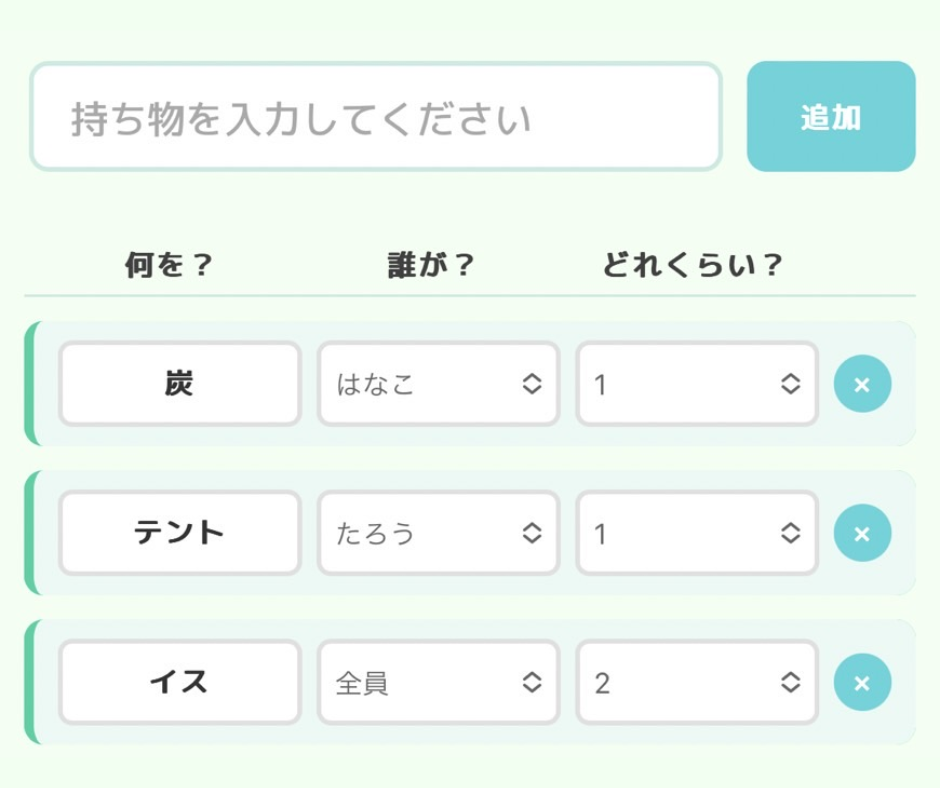 持ち物を入力してください
追加
何を？ 誰が？ どれくらい？
炭 はなこ 1 ×
テント たろう 1 ×
イス 全員 2 ×